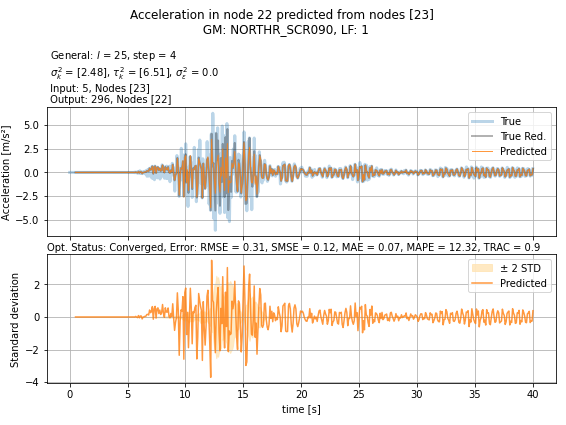 Acceleration in node 22 predicted from nodes [23]
GM: NORTHR_SCR090, LF: 1
General: l = 25, step = 4
σ²ₖ = [2.48], τ²ₖ = [6.51], σ²ε = 0.0
Input: 5, Nodes [23]
Output: 296, Nodes [22]
Acceleration [m/s²]
5.0
2.5
0.0
−2.5
−5.0
True
True Red.
Predicted
Opt. Status: Converged, Error: RMSE = 0.31, SMSE = 0.12, MAE = 0.07, MAPE = 12.32, TRAC = 0.9
Standard deviation
2
0
−2
−4
± 2 STD
Predicted
0 5 10 15 20 25 30 35 40
time [s]